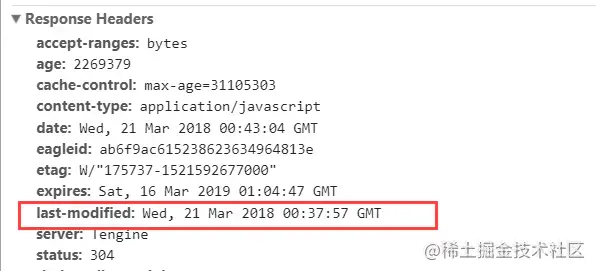 ▼ Response Headers
accept-ranges: bytes
age: 2269379
cache-control: max-age=31105303
content-type: application/javascript
date: Wed, 21 Mar 2018 00:43:04 GMT
eagleid: ab6f9ac615238623634964813e
etag: W/"175737-1521592677000"
expires: Sat, 16 Mar 2019 01:04:47 GMT
last-modified: Wed, 21 Mar 2018 00:37:57 GMT
server: Tengine
status: 304
@稀土掘金技术社区